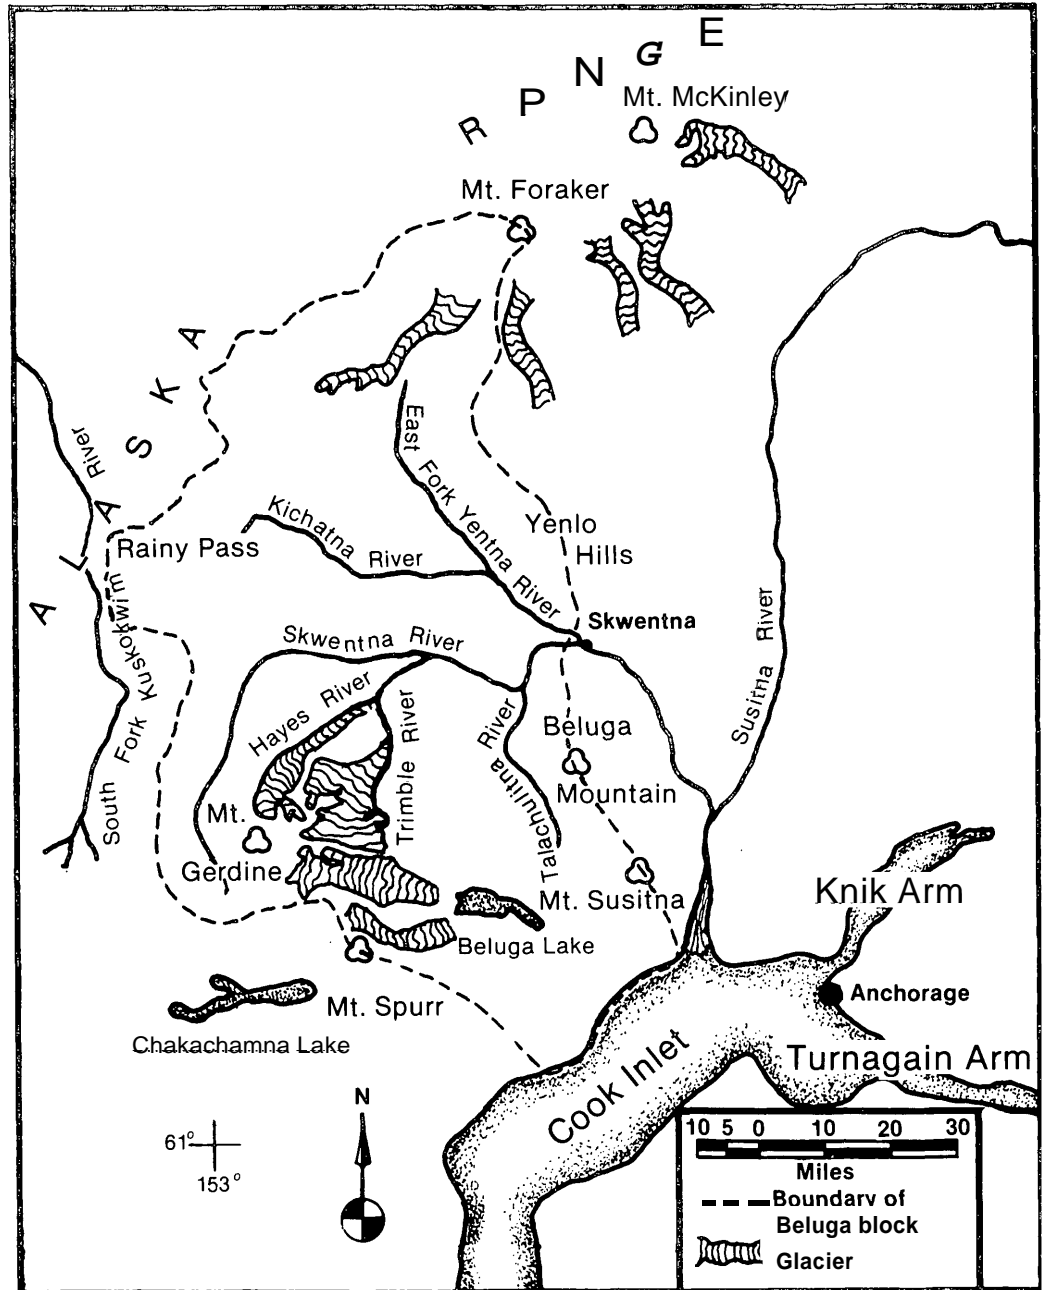 ALASKA RPNGE
Mt. McKinley
Mt. Foraker
River
East Fork Yentna River
Kichatna River
Yenlo
Hills
Rainy Pass
Skwentna
Skwentna River
South Fork Kuskokwim
Hayes River
Trimble River
River
Talachulitna
Susitna River
Beluga
Mountain
Mt.
Gerdine
Mt. Susitna
Knik Arm
Beluga Lake
Anchorage
Mt. Spurr
Chakachamna Lake
Turnagain Arm
Cook Inlet
N
61°
153°
10 5 0 10 20 30
Miles
Boundary of
Beluga block
Glacier